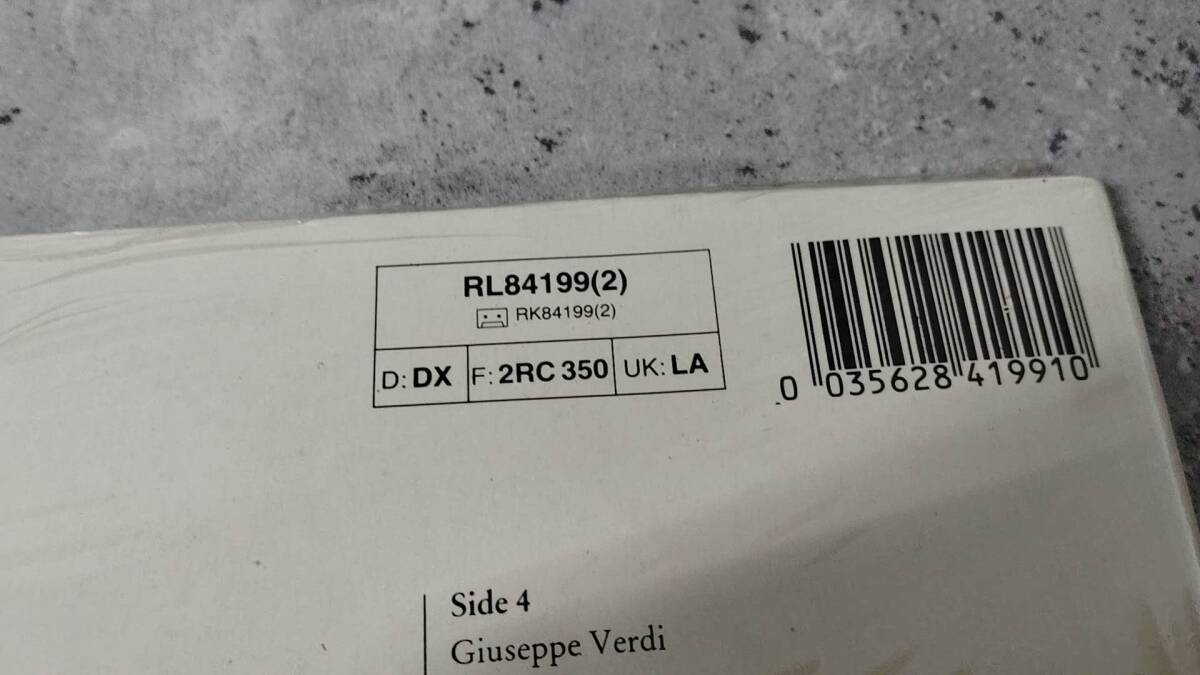 RL84199(2)
RK84199(2)
D: DX F: 2RC 350 UK: LA
0 035628 419910
Side 4
Giuseppe Verdi